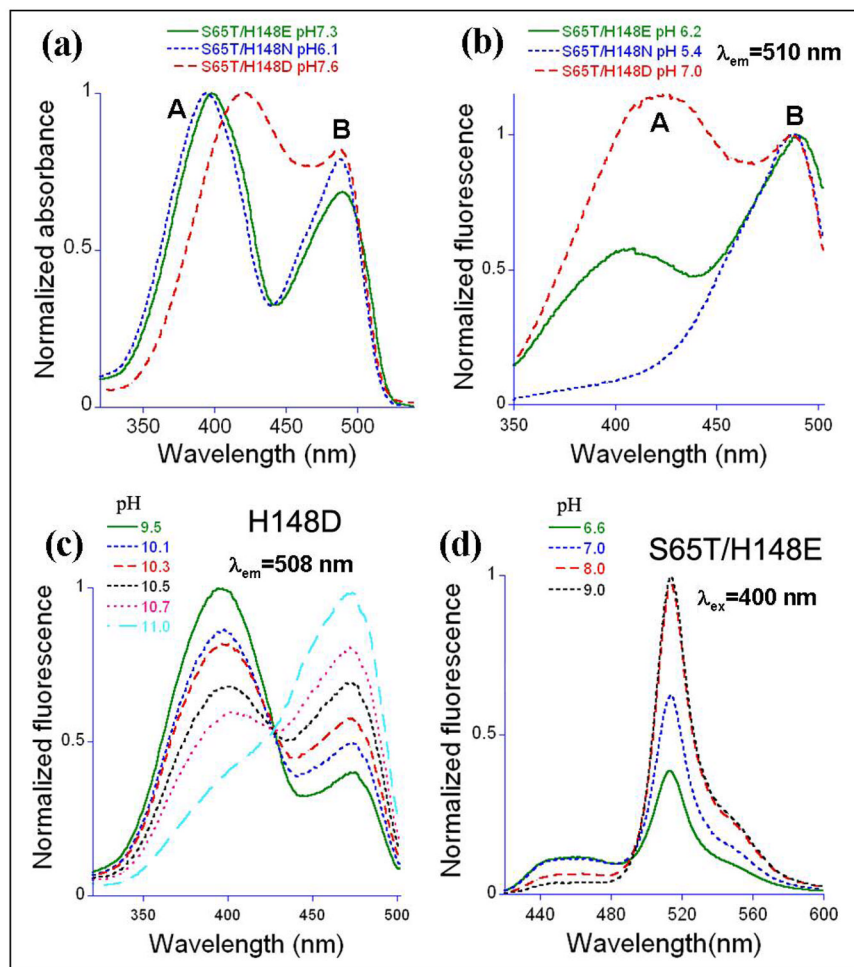 (a)
S65T/H148E pH7.3
S65T/H148N pH6.1
S65T/H148D pH7.6
A
B
1
0.5
0
Normalized absorbance
350 400 450 500
Wavelength (nm)
(b)
S65T/H148E pH 6.2
S65T/H148N pH 5.4
S65T/H148D pH 7.0
λem=510 nm
A
B
1
0.5
0
Normalized fluorescence
350 400 450 500
Wavelength (nm)
(c)
pH
9.5
10.1
10.3
10.5
10.7
11.0
H148D
λem=508 nm
1
0.5
0
Normalized fluorescence
350 400 450 500
Wavelength (nm)
(d)
pH
6.6
7.0
8.0
9.0
S65T/H148E
λex=400 nm
1
0.5
0
Normalized fluorescence
440 480 520 560 600
Wavelength(nm)